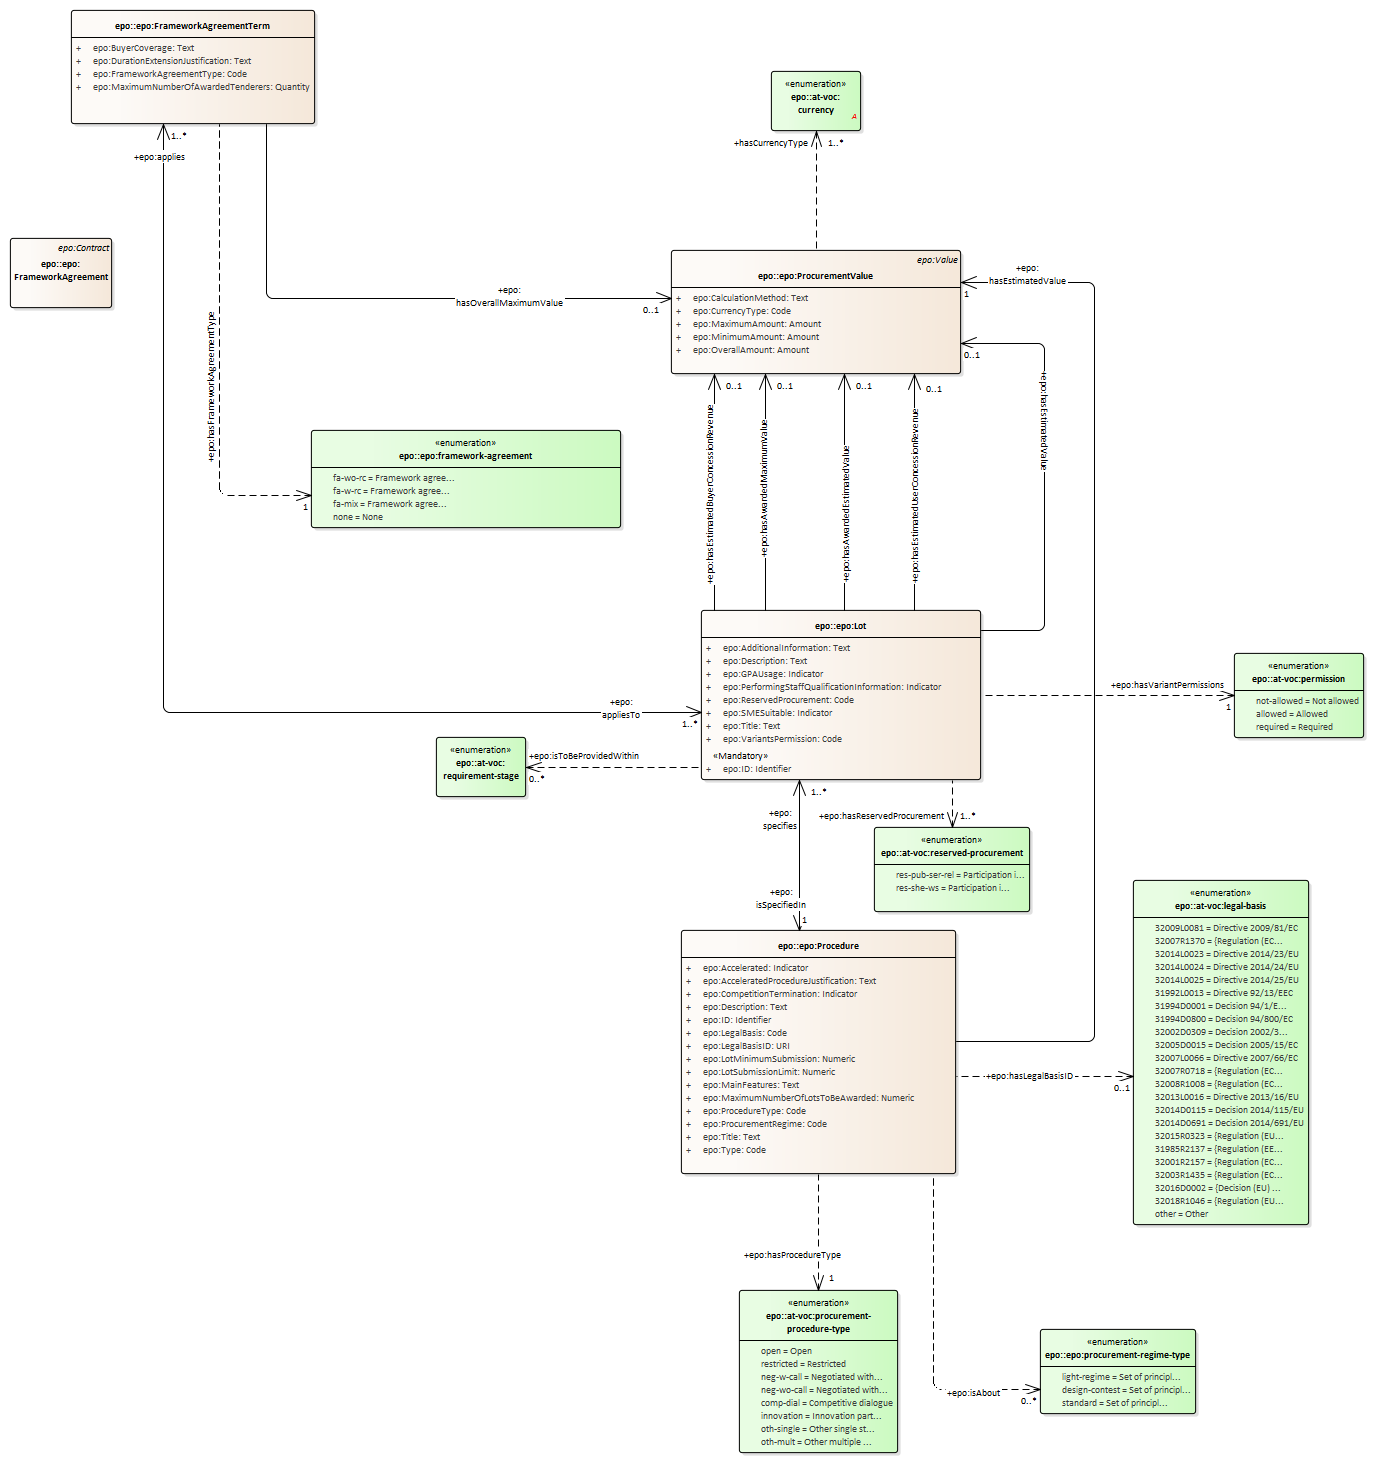 epo::epo:FrameworkAgreementTerm
+ epo:BuyerCoverage: Text
+ epo:DurationExtensionJustification: Text
+ epo:FrameworkAgreementType: Code
+ epo:MaximumNumberOfAwardedTenderers: Quantity
1..*
+epo:applies
«enumeration»
epo::at-voc:
currency
A
+hasCurrencyType
1..*
epo:Contract
epo::epo:
FrameworkAgreement
+epo:
hasOverallMaximumValue
0..1
epo:Value
epo::epo:ProcurementValue
+ epo:CalculationMethod: Text
+ epo:CurrencyType: Code
+ epo:MaximumAmount: Amount
+ epo:MinimumAmount: Amount
+ epo:OverallAmount: Amount
+epo:
hasEstimatedValue
1
0..1
+epo:hasEstimatedValue
+epo:hasFrameworkAgreementType
1
«enumeration»
epo::epo:framework-agreement
fa-wo-rc = Framework agree...
fa-w-rc = Framework agree...
fa-mix = Framework agree...
none = None
0..1
+epo:hasEstimatedBuyerConcessionRevenue
0..1
+epo:hasAwardedMaximumValue
0..1
+epo:hasAwardedEstimatedValue
0..1
+epo:hasEstimatedUserConcessionRevenue
epo::epo:Lot
+ epo:AdditionalInformation: Text
+ epo:Description: Text
+ epo:GPAUsage: Indicator
+ epo:PerformingStaffQualificationInformation: Indicator
+ epo:ReservedProcurement: Code
+ epo:SMESuitable: Indicator
+ epo:Title: Text
+ epo:VariantsPermission: Code
«Mandatory»
+ epo:ID: Identifier
+epo:
appliesTo
1..*
+epo:hasVariantPermissions
1
«enumeration»
epo::at-voc:permission
not-allowed = Not allowed
allowed = Allowed
required = Required
«enumeration»
epo::at-voc:
requirement-stage
+epo:isToBeProvidedWithin
0..*
+epo:
specifies
1..*
+epo:hasReservedProcurement
1..*
«enumeration»
epo::at-voc:reserved-procurement
res-pub-ser-rel = Participation i...
res-she-ws = Participation i...
+epo:
isSpecifiedIn
1
epo::epo:Procedure
+ epo:Accelerated: Indicator
+ epo:AcceleratedProcedureJustification: Text
+ epo:CompetitionTermination: Indicator
+ epo:Description: Text
+ epo:ID: Identifier
+ epo:LegalBasis: Code
+ epo:LegalBasisID: URI
+ epo:LotMinimumSubmission: Numeric
+ epo:LotSubmissionLimit: Numeric
+ epo:MainFeatures: Text
+ epo:MaximumNumberOfLotsToBeAwarded: Numeric
+ epo:ProcedureType: Code
+ epo:ProcurementRegime: Code
+ epo:Title: Text
+ epo:Type: Code
+epo:hasLegalBasisID
0..1
«enumeration»
epo::at-voc:legal-basis
32009L0081 = Directive 2009/81/EC
32007R1370 = {Regulation (EC...
32014L0023 = Directive 2014/23/EU
32014L0024 = Directive 2014/24/EU
32014L0025 = Directive 2014/25/EU
31992L0013 = Directive 92/13/EEC
31994D0001 = Decision 94/1/E...
31994D0800 = Decision 94/800/EC
32002D0309 = Decision 2002/3...
32005D0015 = Decision 2005/15/EC
32007L0066 = Directive 2007/66/EC
32007R0718 = {Regulation (EC...
32008R1008 = {Regulation (EC...
32013L0016 = Directive 2013/16/EU
32014D0115 = Decision 2014/115/EU
32014D0691 = Decision 2014/691/EU
32015R0323 = {Regulation (EU...
31985R2137 = {Regulation (EE...
32001R2157 = {Regulation (EC...
32003R1435 = {Regulation (EC...
32016D0002 = {Decision (EU) ...
32018R1046 = {Regulation (EU...
other = Other
+epo:hasProcedureType
1
«enumeration»
epo::at-voc:procurement-
procedure-type
open = Open
restricted = Restricted
neg-w-call = Negotiated with...
neg-wo-call = Negotiated with...
comp-dial = Competitive dialogue
innovation = Innovation part...
oth-single = Other single st...
oth-mult = Other multiple ...
+epo:isAbout
0..*
«enumeration»
epo::epo:procurement-regime-type
light-regime = Set of principl...
design-contest = Set of principl...
standard = Set of principl...